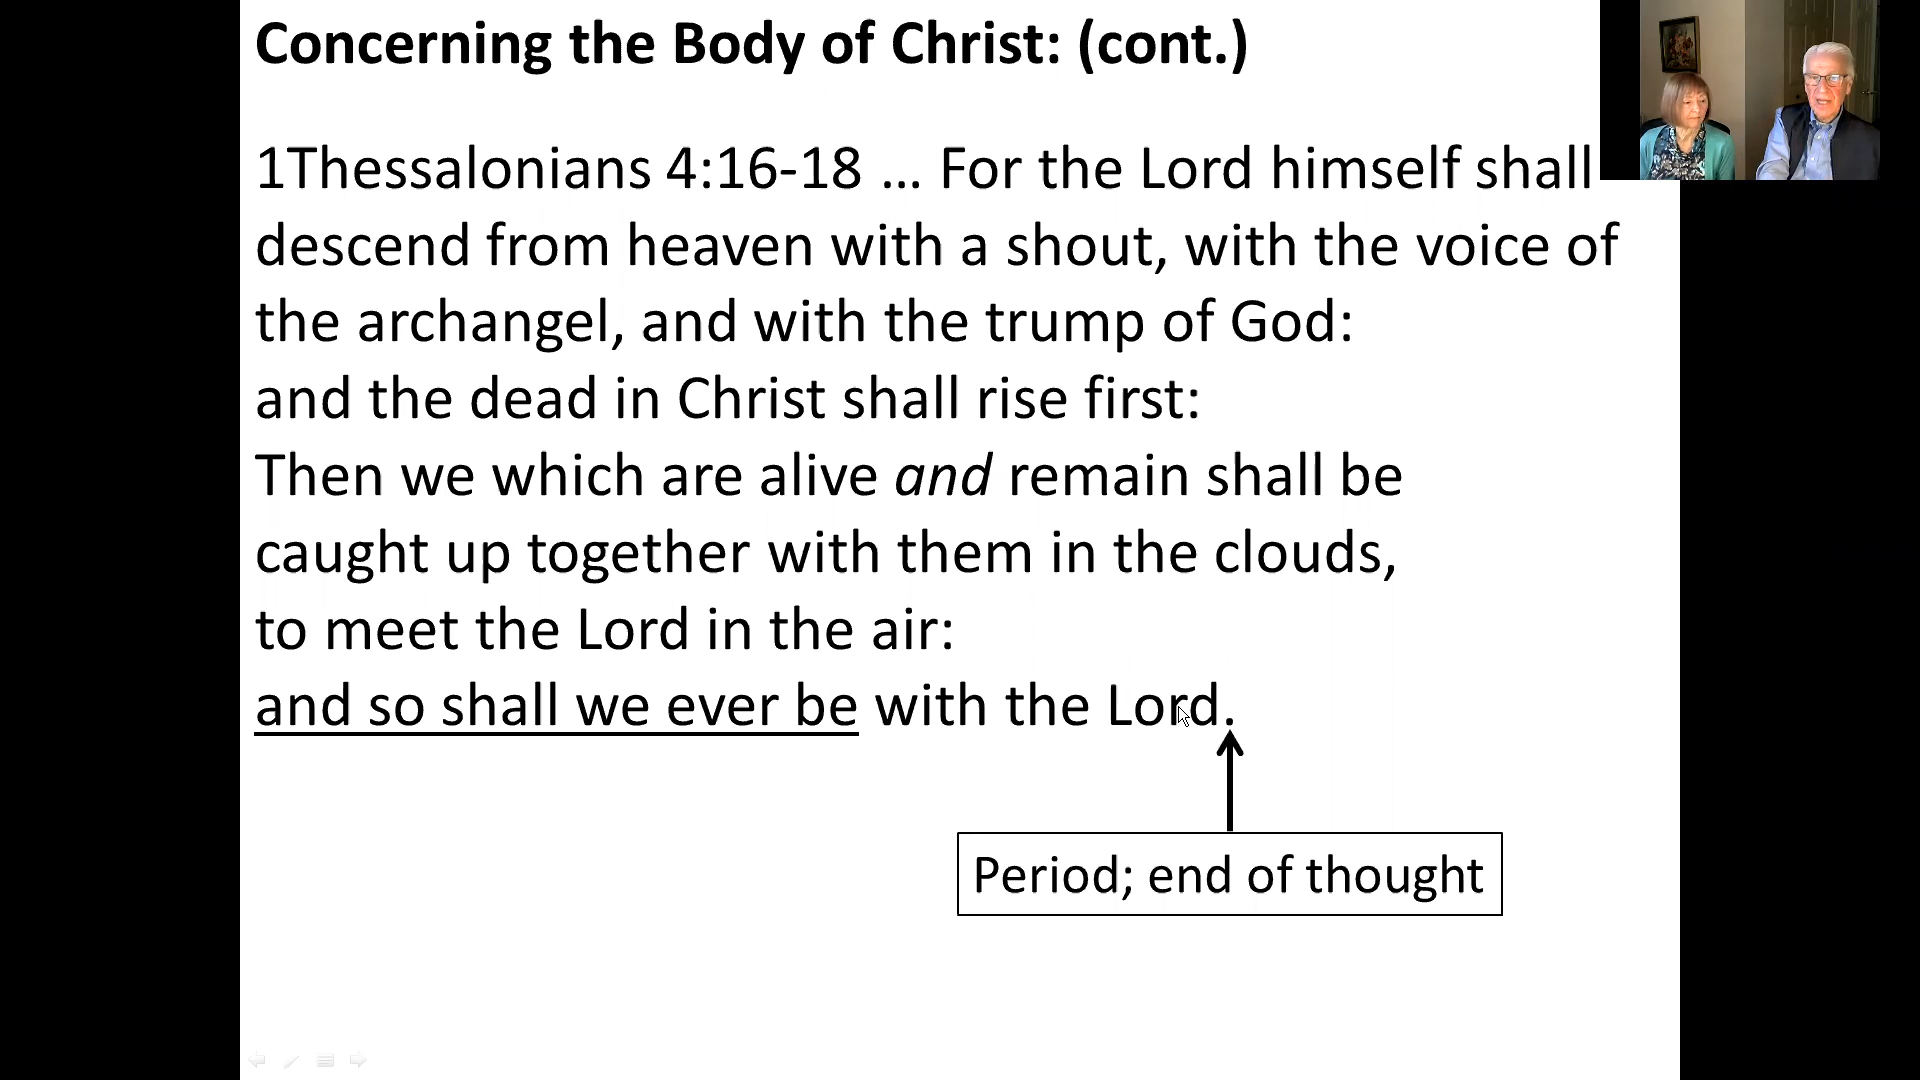 Concerning the Body of Christ: (cont.)
1Thessalonians 4:16-18 ... For the Lord himself shall
descend from heaven with a shout, with the voice of
the archangel, and with the trump of God:
and the dead in Christ shall rise first:
Then we which are alive and remain shall be
caught up together with them in the clouds,
to meet the Lord in the air:
and so shall we ever be with the Lord.
Period; end of thought